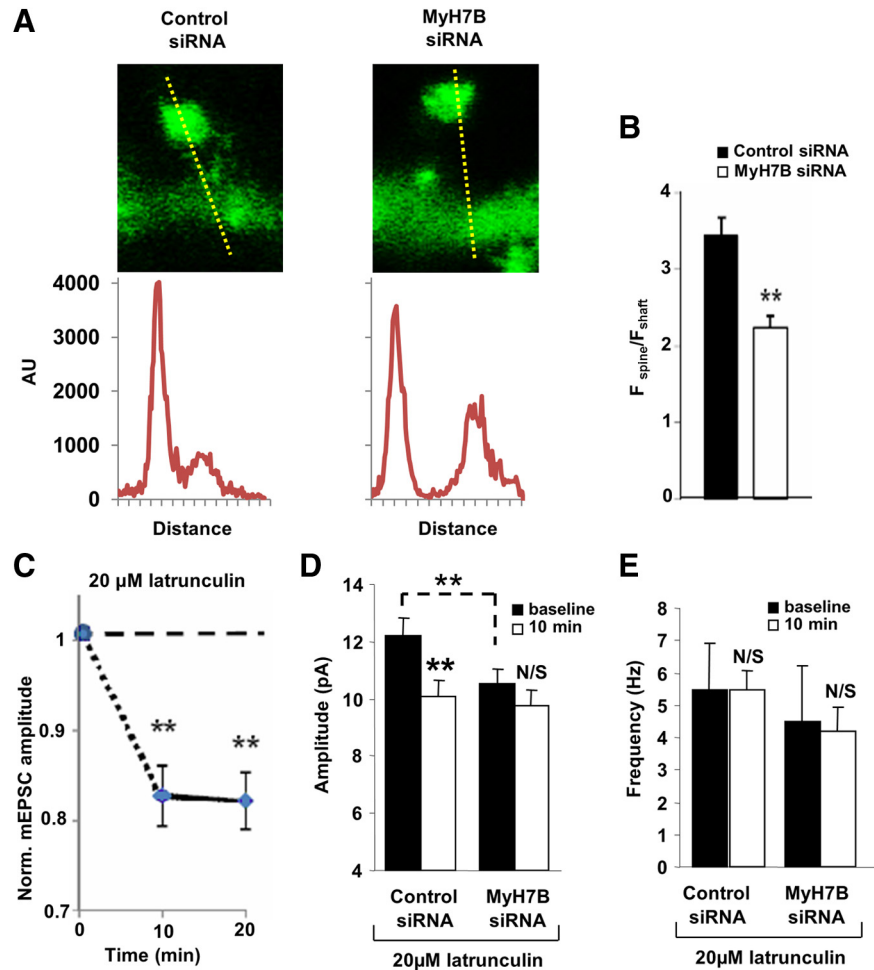 A
Control
siRNA
MyH7B
siRNA
4000
3000
2000
1000
0
AU
Distance
Distance
B
Control siRNA
MyH7B siRNA
4
3
2
1
0
F spine/Fshaft
**
C
20 µM latrunculin
1
0.9
0.8
0.7
Norm. mEPSC amplitude
**
**
0
10
20
Time (min)
D
**
baseline
10 min
14
12
10
8
6
4
Amplitude (pA)
**
N/S
Control
siRNA
MyH7B
siRNA
20µM latrunculin
E
baseline
10 min
8
7
6
5
4
3
2
1
0
Frequency (Hz)
N/S
N/S
Control
siRNA
MyH7B
siRNA
20µM latrunculin